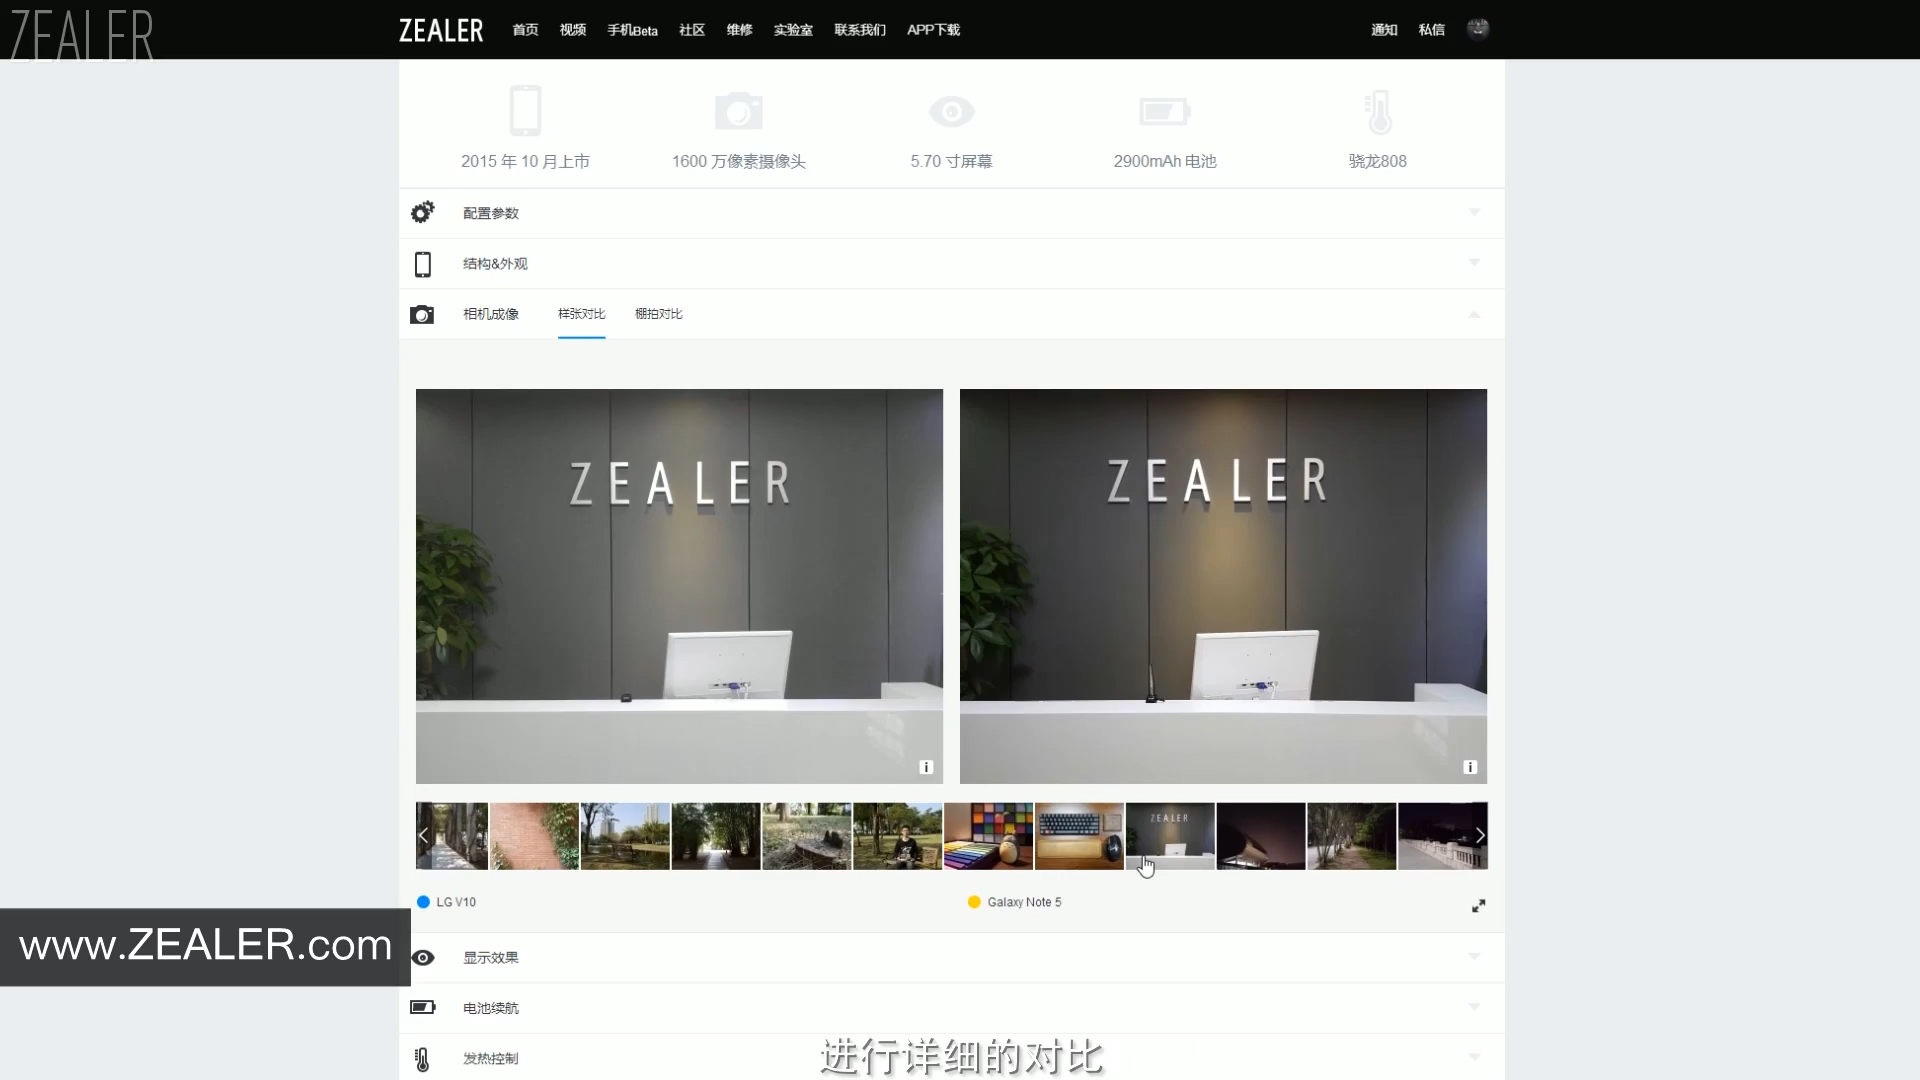 ZEALER
ZEALER 首页 视频 手机Beta 社区 维修 实验室 联系我们 APP下载 通知 私信
2015 年 10 月上市 1600 万像素摄像头 5.70 寸屏幕 2900mAh 电池 骁龙808
配置参数
结构&外观
相机成像 样张对比 棚拍对比
ZEALER ZEALER
i i
ZEALER
LG V10 Galaxy Note 5
www.ZEALER.com
显示效果
电池续航
发热控制
进行详细的对比